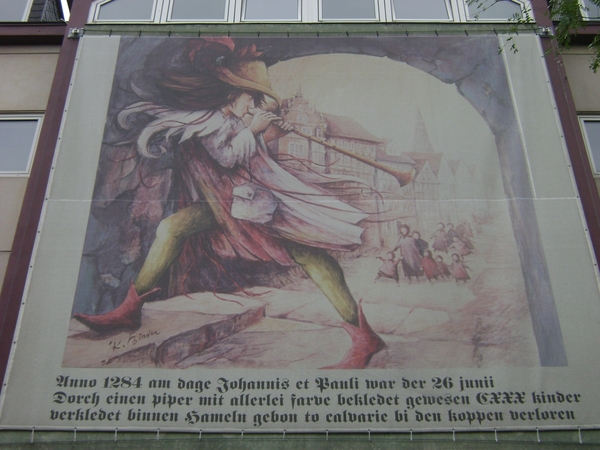 Anno 1284 am dage Johannis et Pauli war der 26 junii
Dorch einen piper mit allerlei farve bekledet gewesen CXXX kinder
verkledet binnen Hameln gebon to calvarie bi den koppen verloren